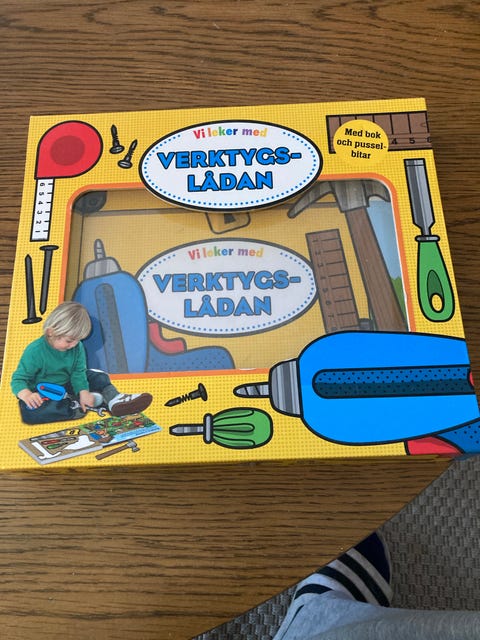 Vi leker med
VERKTYGS-
LÅDAN
Med bok
och pussel-
bitar
Vi leker med
VERKTYGS-
LÅDAN